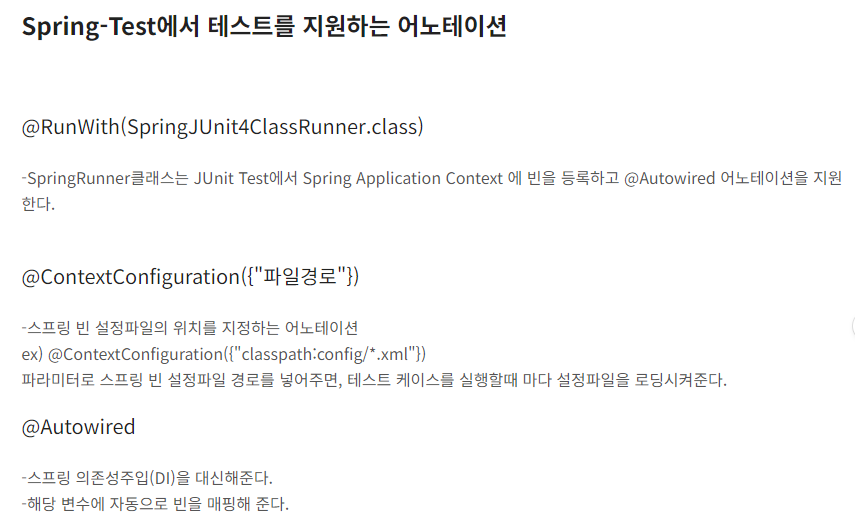 Spring-Test에서 테스트를 지원하는 어노테이션
@RunWith(SpringJUnit4ClassRunner.class)
-SpringRunner클래스는 JUnit Test에서 Spring Application Context 에 빈을 등록하고 @Autowired 어노테이션을 지원
한다.
@ContextConfiguration({"파일경로"})
-스프링 빈 설정파일의 위치를 지정하는 어노테이션
ex) @ContextConfiguration({"classpath:config/*.xml"})
파라미터로 스프링 빈 설정파일 경로를 넣어주면, 테스트 케이스를 실행할때 마다 설정파일을 로딩시켜준다.
@Autowired
-스프링 의존성주입(DI)을 대신해준다.
-해당 변수에 자동으로 빈을 매핑해 준다.